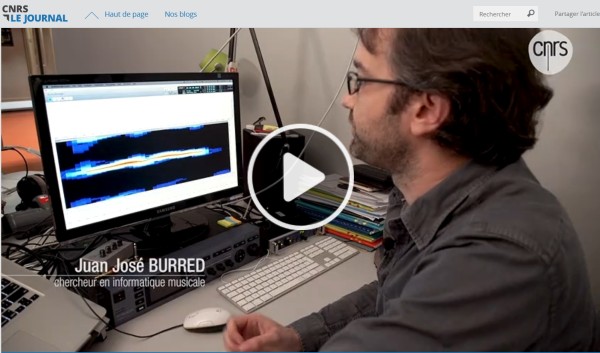 CNRS
LE JOURNAL
Haut de page
Nos blogs
Rechercher
Partager l'article
cnrs
Juan José BURRED
chercheur en informatique musicale